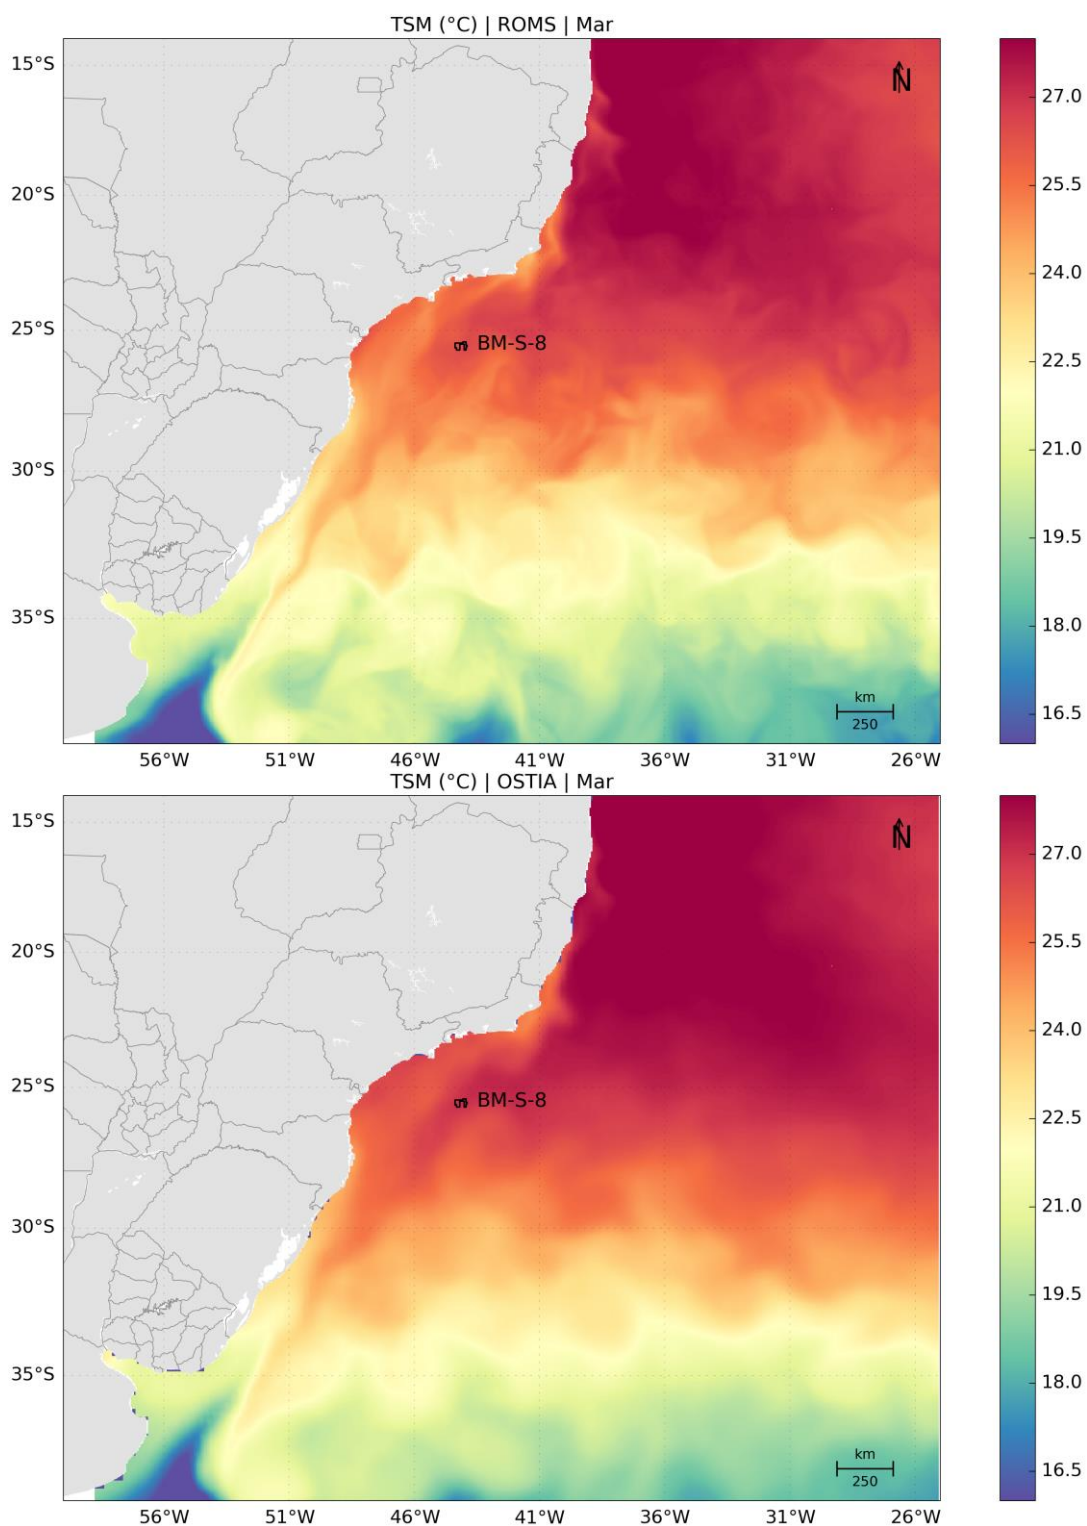 TSM (°C) | ROMS | Mar
15°S
N
27.0
20°S
25.5
24.0
25°S
BM-S-8
22.5
30°S
21.0
19.5
35°S
18.0
km
250
16.5
56°W 51°W 46°W 41°W 36°W 31°W 26°W
TSM (°C) | OSTIA | Mar
15°S
N
27.0
20°S
25.5
24.0
25°S
BM-S-8
22.5
30°S
21.0
19.5
35°S
18.0
km
250
16.5
56°W 51°W 46°W 41°W 36°W 31°W 26°W